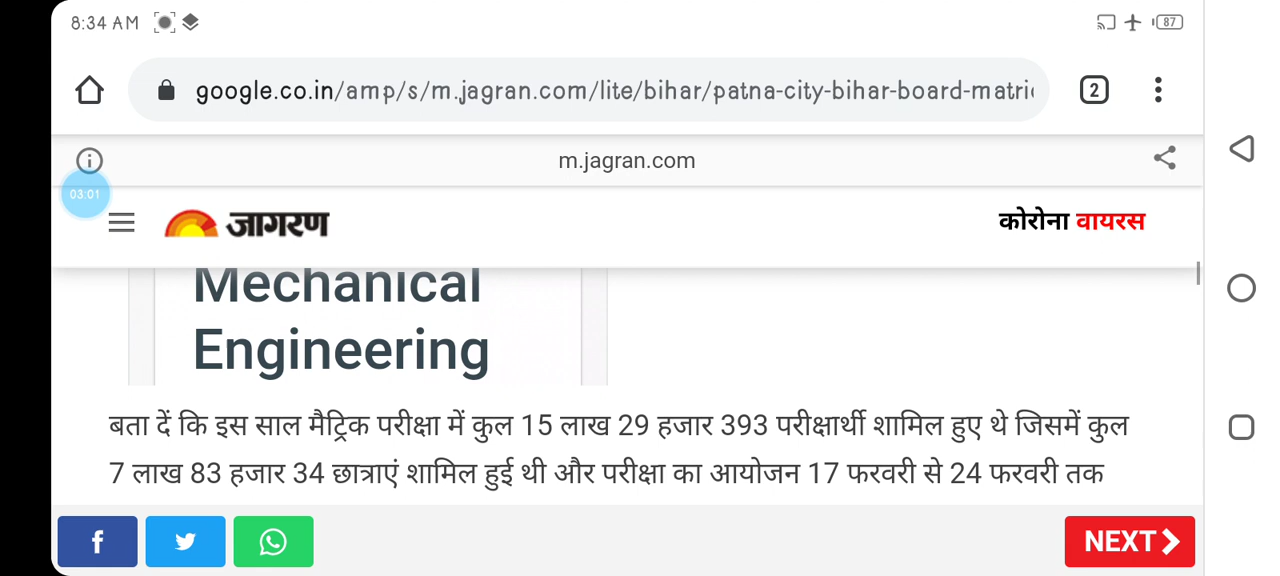 8:34 AM 87
google.co.in/amp/s/m.jagran.com/lite/bihar/patna-city-bihar-board-matri
2
m.jagran.com
03:01
जागरण
कोरोना वायरस
Mechanical
Engineering
बता दें कि इस साल मैट्रिक परीक्षा में कुल 15 लाख 29 हजार 393 परीक्षार्थी शामिल हुए थे जिसमें कुल
7 लाख 83 हजार 34 छात्राएं शामिल हुई थी और परीक्षा का आयोजन 17 फरवरी से 24 फरवरी तक
NEXT